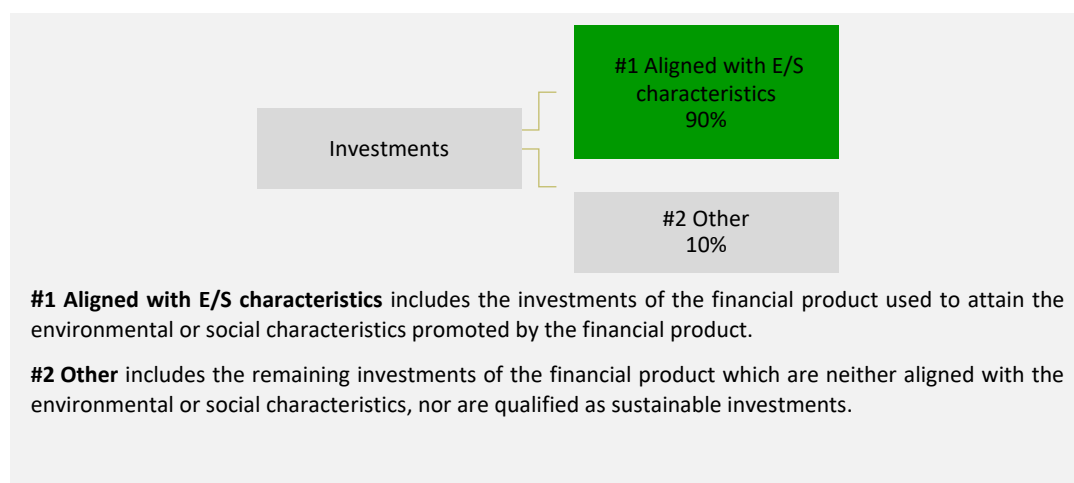 #1 Aligned with E/S
characteristics
90%
Investments
#2 Other
10%
#1 Aligned with E/S characteristics includes the investments of the financial product used to attain the
environmental or social characteristics promoted by the financial product.
#2 Other includes the remaining investments of the financial product which are neither aligned with the
environmental or social characteristics, nor are qualified as sustainable investments.